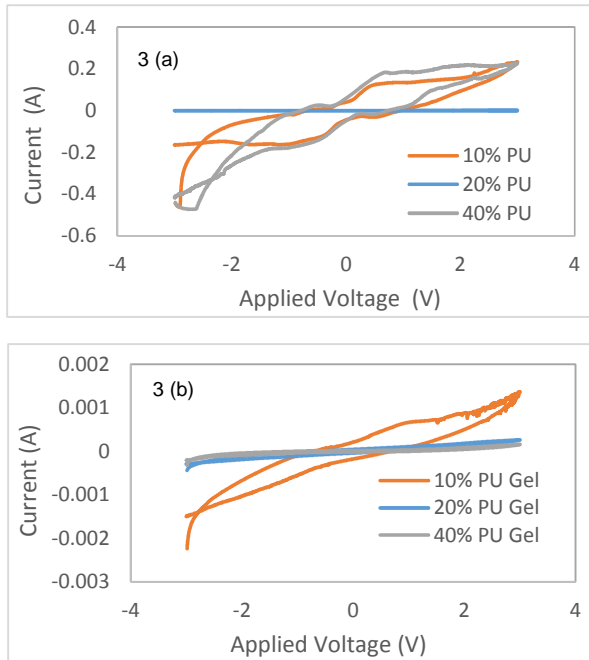 3 (a)
0.4
0.2
0
-0.2
-0.4
-0.6
Current (A)
10% PU
20% PU
40% PU
-4
-2
0
2
4
Applied Voltage (V)
3 (b)
0.002
0.001
0
-0.001
-0.002
-0.003
Current (A)
10% PU Gel
20% PU Gel
40% PU Gel
-4
-2
0
2
4
Applied Voltage (V)